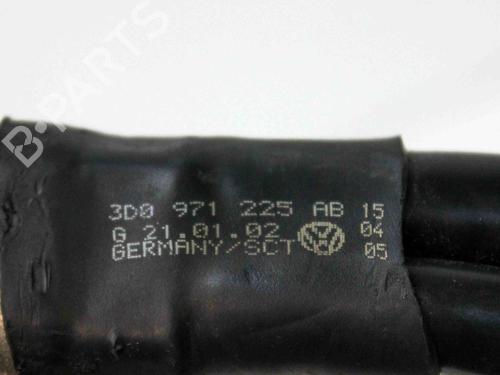 B-PARTS
3D0 971 225 AB 15
G 21.01.02 04
GERMANY/SCT 05